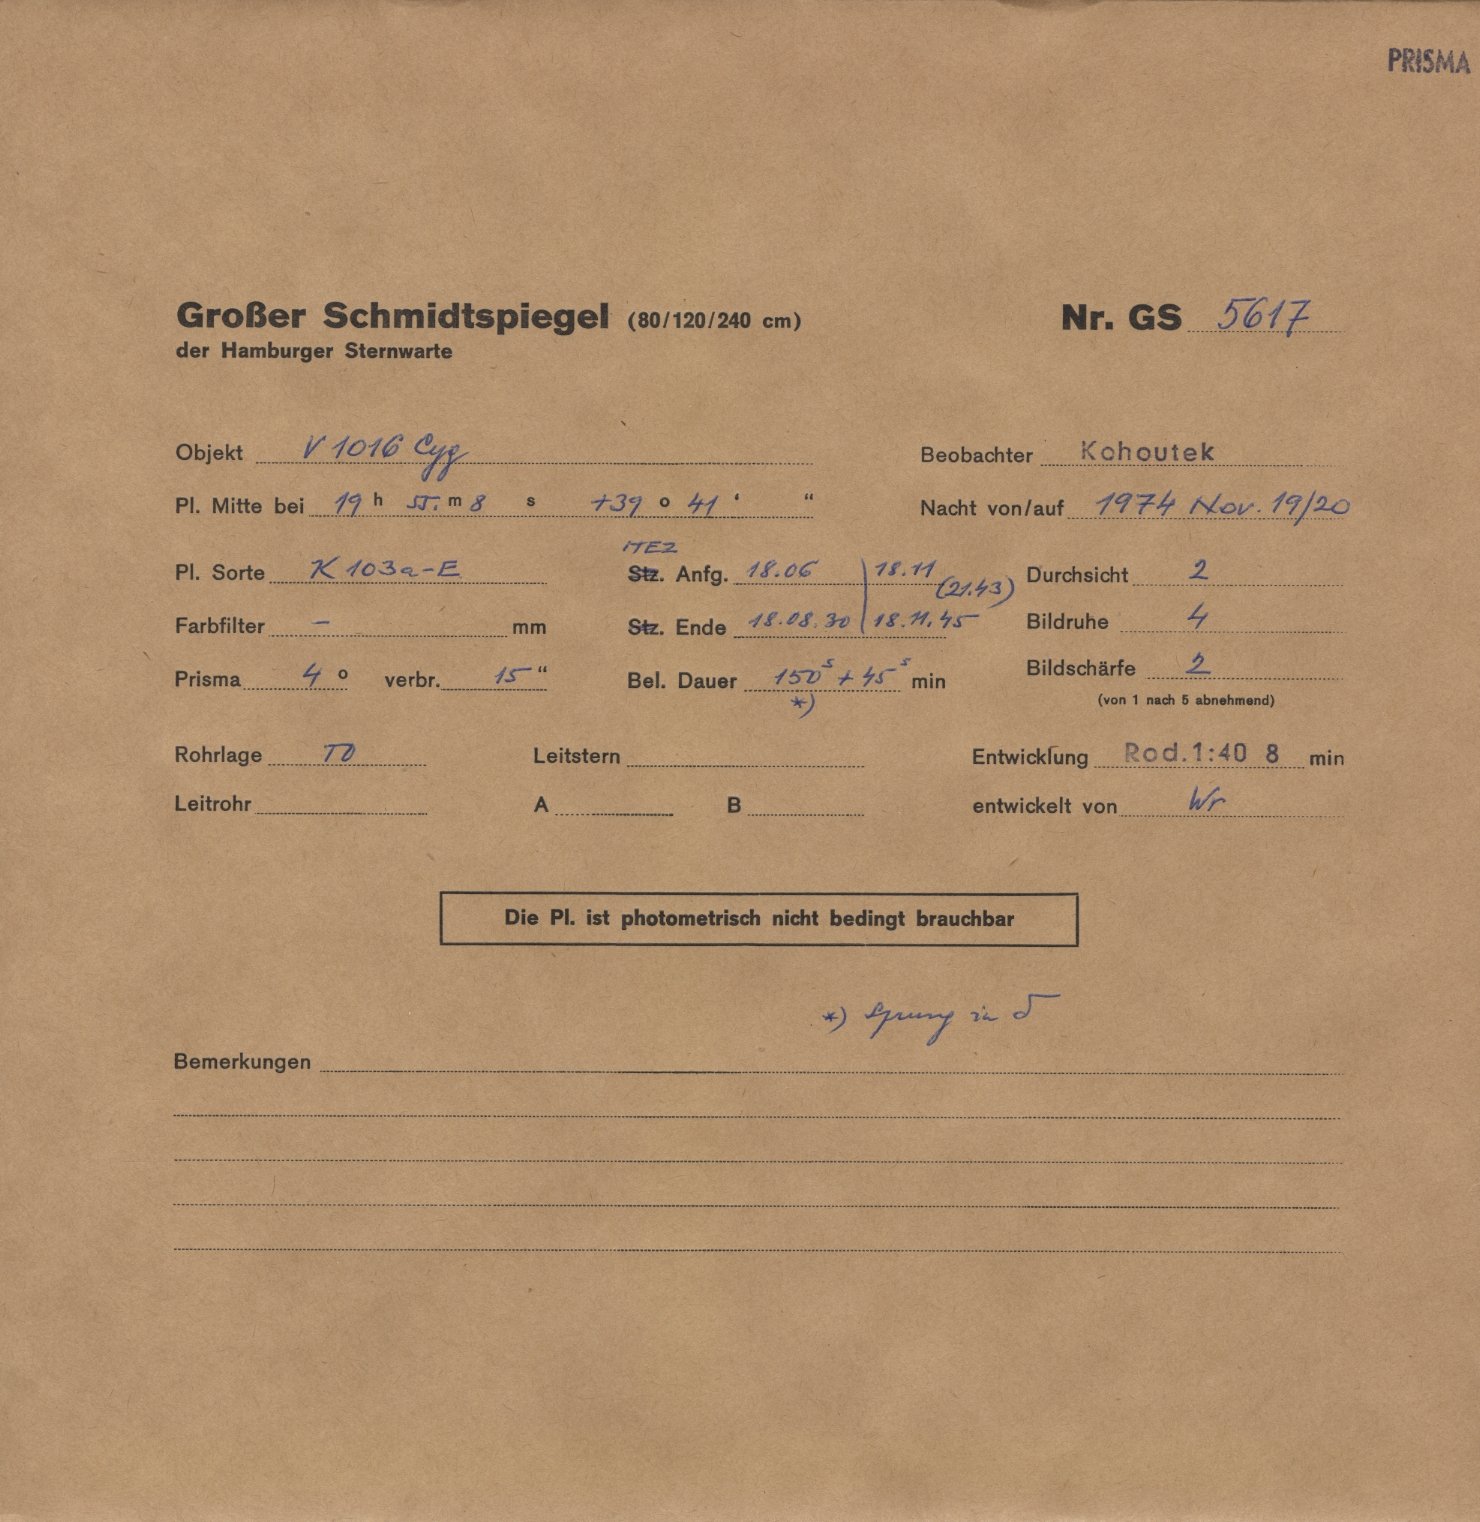 PRISMA
Großer Schmidtspiegel (80/120/240 cm) Nr. GS 5617
der Hamburger Sternwarte
Objekt V 1016 Cyg Beobachter Kohoutek
Pl. Mitte bei 19 h 55. m 8 s +39 o 41 ‘ “ Nacht von/auf 1974 Nov. 19/20
MEZ
Pl. Sorte K 103a-E Stz. Anfg. 18.06 | 18.11 (21.43) Durchsicht 2
Farbfilter – mm Stz. Ende 18.08.30 | 18.11.45 Bildruhe 4
Prisma 4 o verbr. 15 “ Bel. Dauer 150s + 45s min Bildschärfe 2
*) (von 1 nach 5 abnehmend)
Rohrlage TO Leitstern Entwicklung Rod.1:40 8 min
Leitrohr A B entwickelt von Wr
Die Pl. ist photometrisch nicht bedingt brauchbar
*) Sprung in δ
Bemerkungen